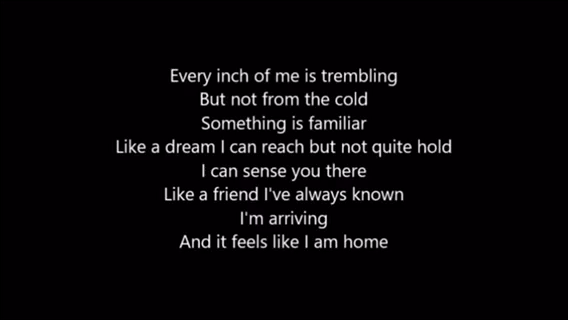 Every inch of me is trembling
But not from the cold
Something is familiar
Like a dream I can reach but not quite hold
I can sense you there
Like a friend I've always known
I'm arriving
And it feels like I am home